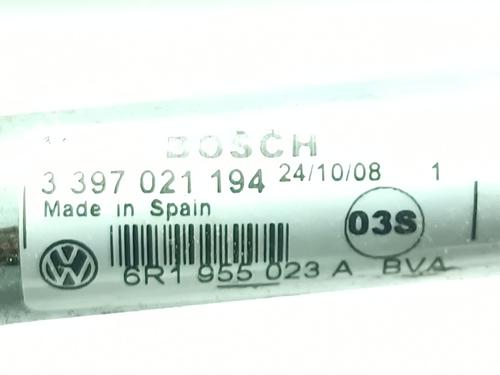 BOSCH
3 397 021 194 24/10/08 1
Made in Spain
03S
6R1 955 023 A BVA